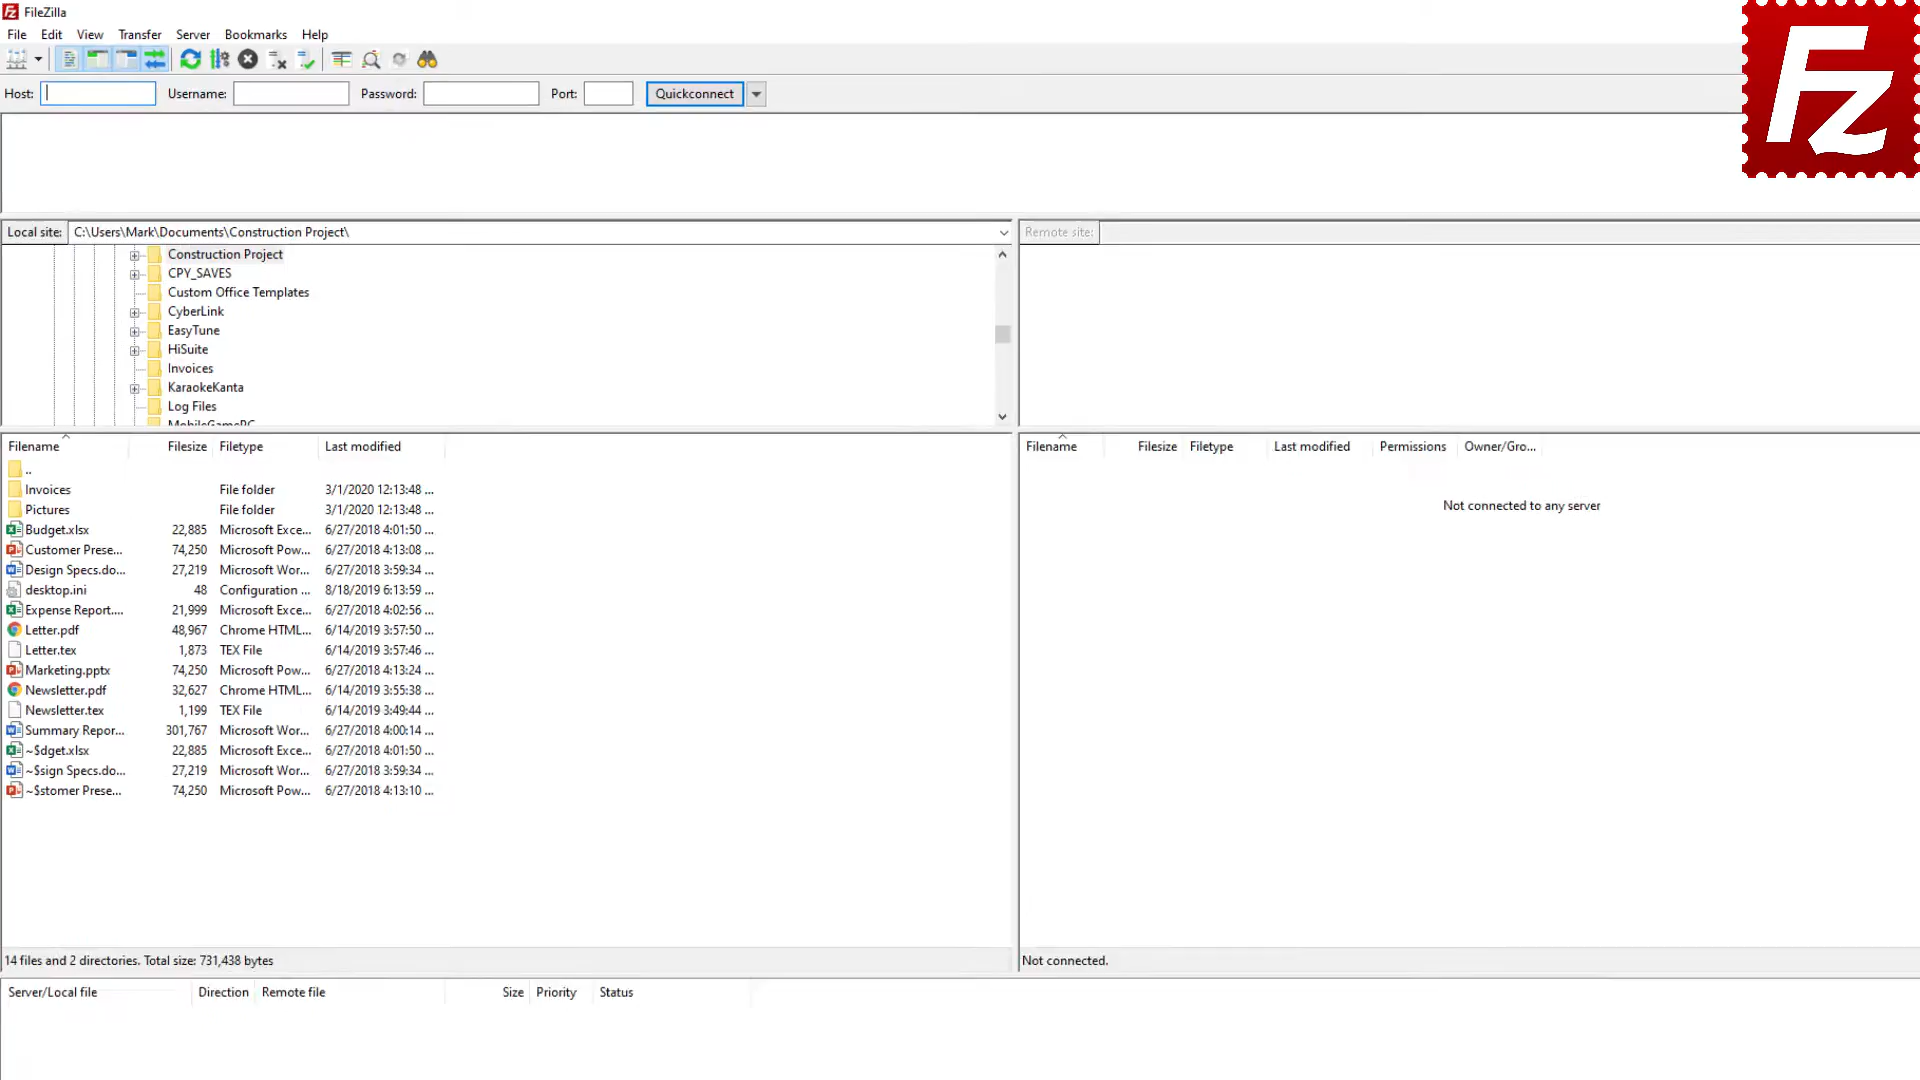 FileZilla
File Edit View Transfer Server Bookmarks Help
Host: Username: Password: Port: Quickconnect
Fz
Local site: C:\Users\Mark\Documents\Construction Project\
Remote site:
Construction Project
CPY_SAVES
Custom Office Templates
CyberLink
EasyTune
HiSuite
Invoices
KaraokeKanta
Log Files
Filename Filesize Filetype Last modified
..
Invoices File folder 3/1/2020 12:13:48 ...
Pictures File folder 3/1/2020 12:13:48 ...
Budget.xlsx 22,885 Microsoft Exce... 6/27/2018 4:01:50 ...
Customer Prese... 74,250 Microsoft Pow... 6/27/2018 4:13:08 ...
Design Specs.do... 27,219 Microsoft Wor... 6/27/2018 3:59:34 ...
desktop.ini 48 Configuration ... 8/18/2019 6:13:59 ...
Expense Report.... 21,999 Microsoft Exce... 6/27/2018 4:02:56 ...
Letter.pdf 48,967 Chrome HTML... 6/14/2019 3:57:50 ...
Letter.tex 1,873 TEX File 6/14/2019 3:57:46 ...
Marketing.pptx 74,250 Microsoft Pow... 6/27/2018 4:13:24 ...
Newsletter.pdf 32,627 Chrome HTML... 6/14/2019 3:55:38 ...
Newsletter.tex 1,199 TEX File 6/14/2019 3:49:44 ...
Summary Repor... 301,767 Microsoft Wor... 6/27/2018 4:00:14 ...
~$dget.xlsx 22,885 Microsoft Exce... 6/27/2018 4:01:50 ...
~$sign Specs.do... 27,219 Microsoft Wor... 6/27/2018 3:59:34 ...
~$stomer Prese... 74,250 Microsoft Pow... 6/27/2018 4:13:10 ...
14 files and 2 directories. Total size: 731,438 bytes
Filename Filesize Filetype Last modified Permissions Owner/Gro...
Not connected to any server
Not connected.
Server/Local file Direction Remote file Size Priority Status